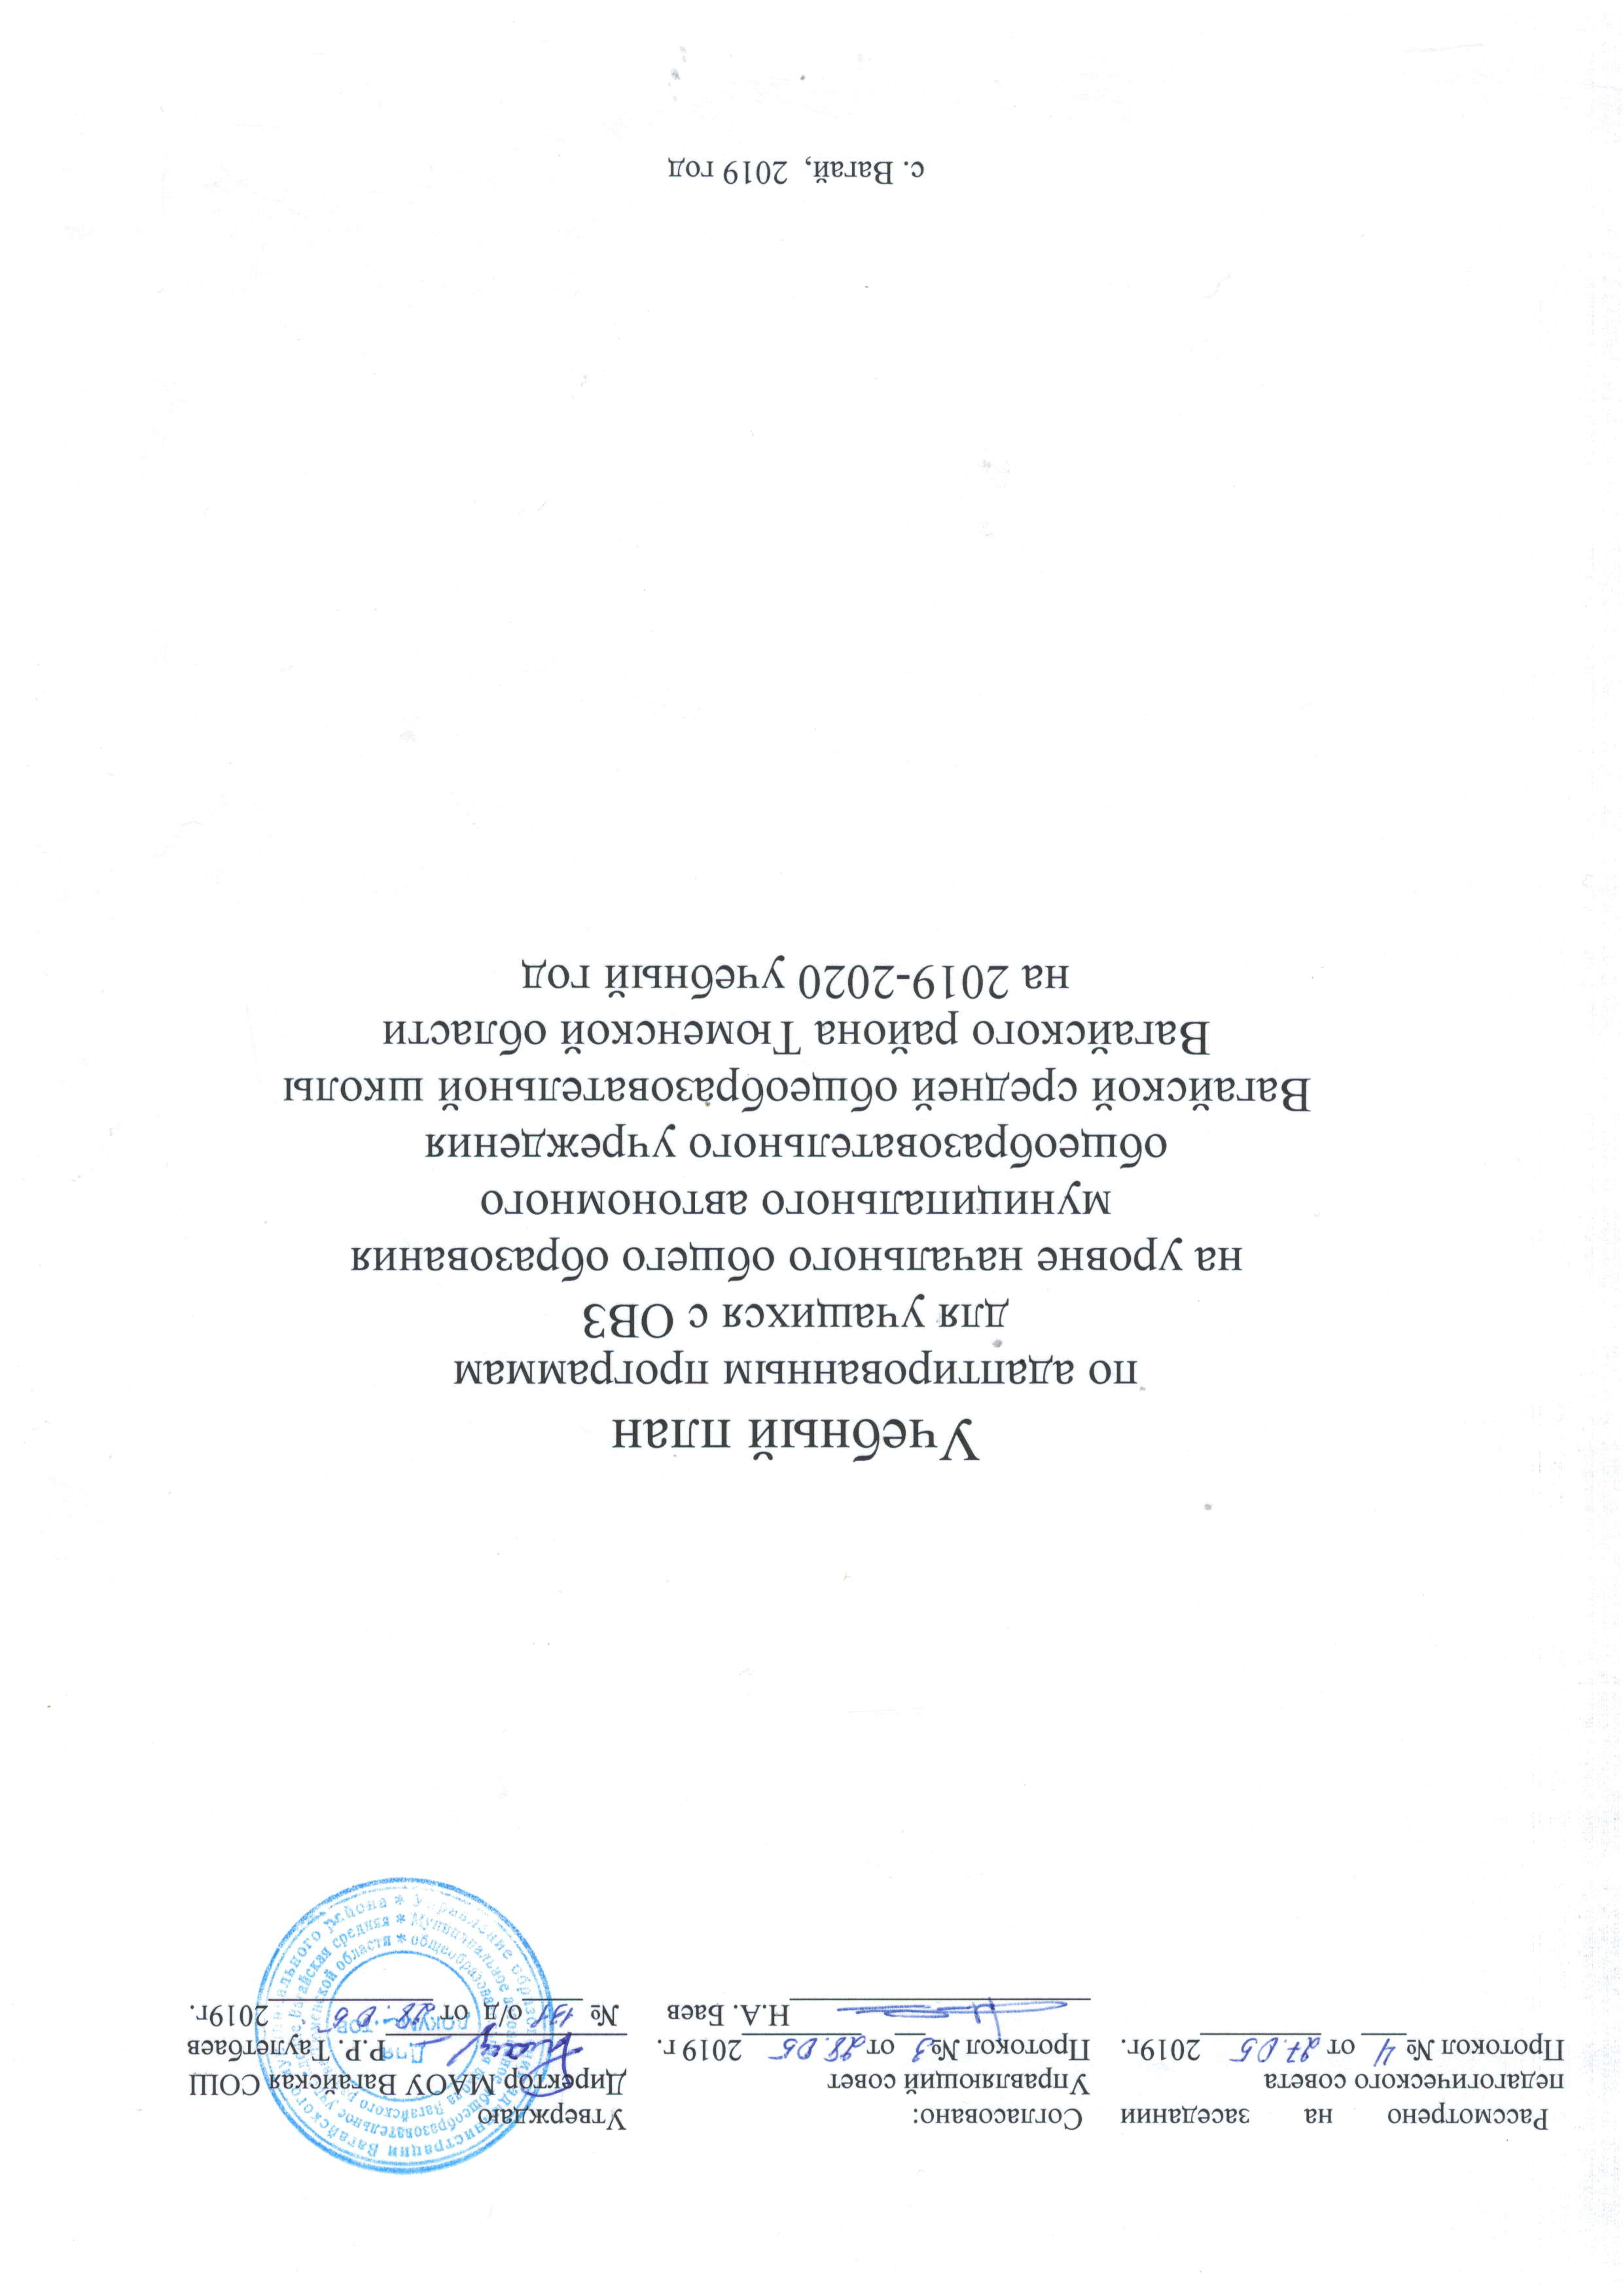 Рассмотрено на заседании
педагогического совета
Протокол № 4 от 27.05 2019г.
Согласовано:
Управляющий совет
Протокол № 3 от 28.05 2019 г.
Н.А. Баев
Утверждаю
Директор МАОУ Вагайская СОШ
Р.Р. Таулетбаев
№ о/д от 28.05 2019г.
Для
документов
Учебный план
по адаптированным программам
для учащихся с ОВЗ
на уровне начального общего образования
муниципального автономного
общеобразовательного учреждения
Вагайской средней общеобразовательной школы
Вагайского района Тюменской области
на 2019-2020 учебный год
с. Вагай, 2019 год